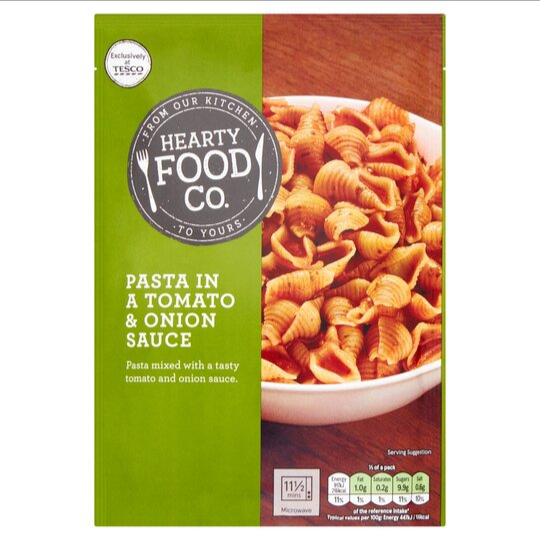 Exclusively
at
TESCO
FROM OUR KITCHEN
HEARTY
FOOD
CO.
TO YOURS
PASTA IN
A TOMATO
& ONION
SAUCE
Pasta mixed with a tasty
tomato and onion sauce.
Serving Suggestion
11½
mins
Microwave
½ of a pack
Energy Fat Saturates Sugars Salt
1.0g 0.2g 9.9g 0.6g
11% 1% 1% 11% 10%
of the reference intake*
Typical values per 100g: Energy